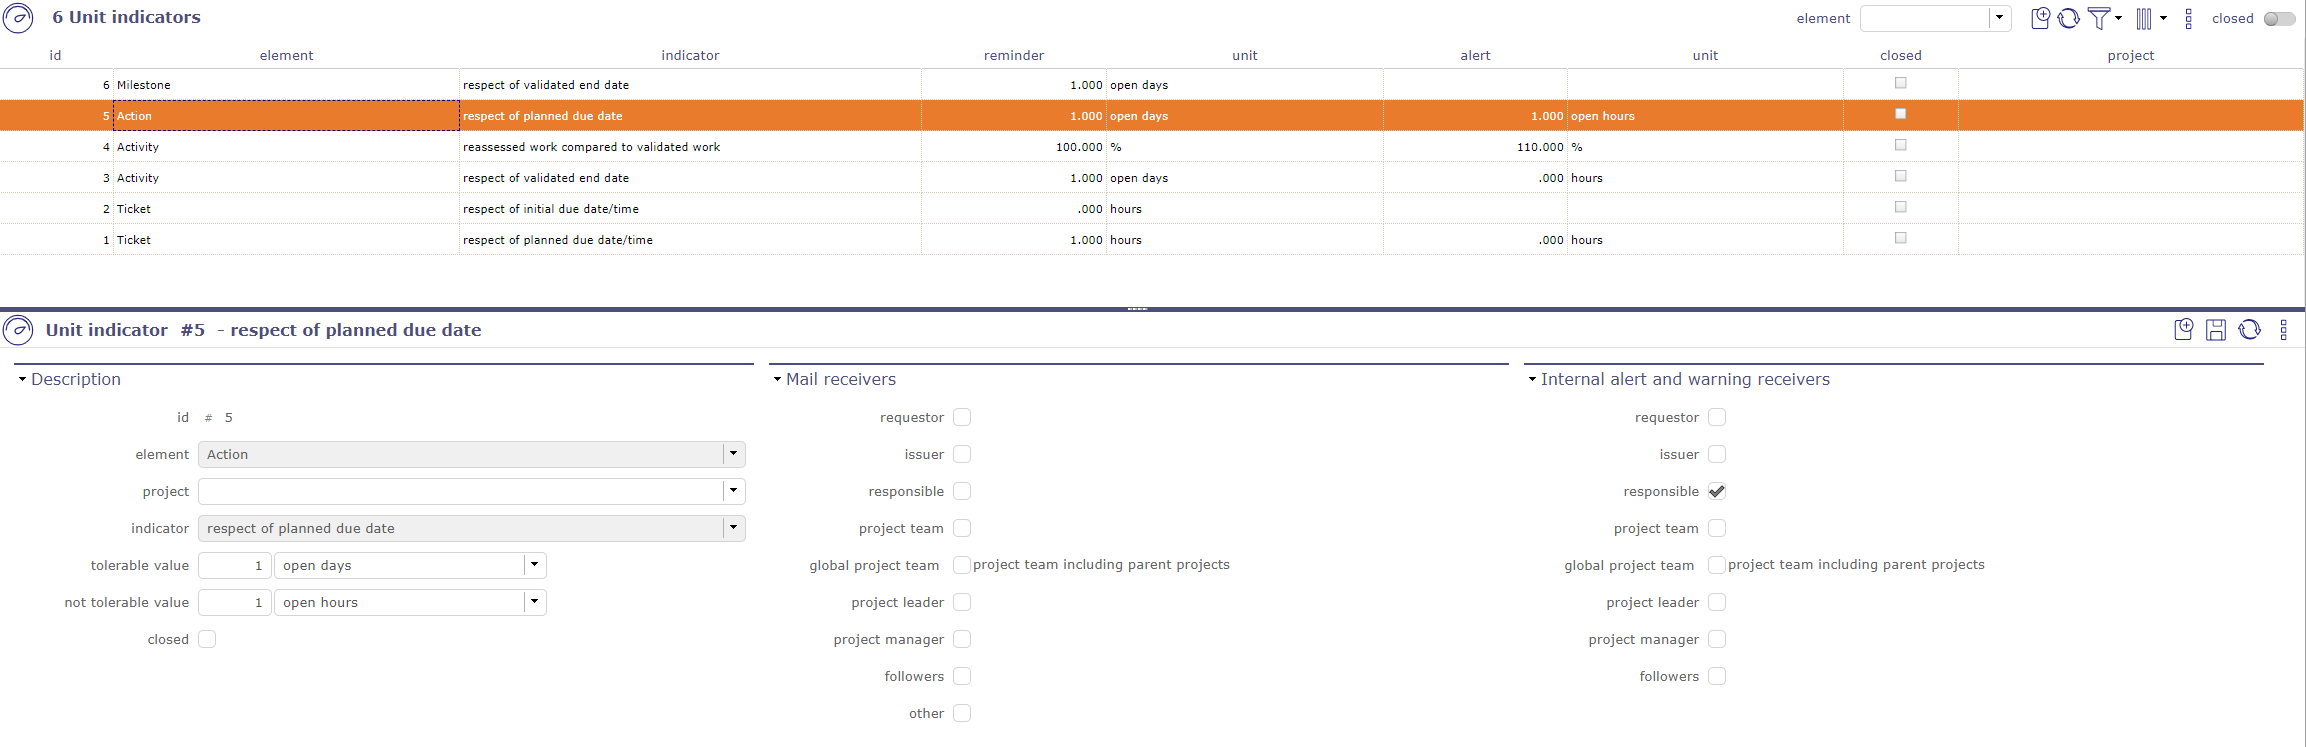 6 Unit indicators element closed
id element indicator reminder unit alert unit closed project
6 Milestone respect of validated end date 1.000 open days
5 Action respect of planned due date 1.000 open days 1.000 open hours
4 Activity reassessed work compared to validated work 100.000 % 110.000 %
3 Activity respect of validated end date 1.000 open days .000 hours
2 Ticket respect of initial due date/time .000 hours
1 Ticket respect of planned due date/time 1.000 hours .000 hours
Unit indicator #5 - respect of planned due date
Description
id # 5
element Action
project
indicator respect of planned due date
tolerable value 1 open days
not tolerable value 1 open hours
closed
Mail receivers
requestor
issuer
responsible
project team
global project team project team including parent projects
project leader
project manager
followers
other
Internal alert and warning receivers
requestor
issuer
responsible
project team
global project team project team including parent projects
project leader
project manager
followers